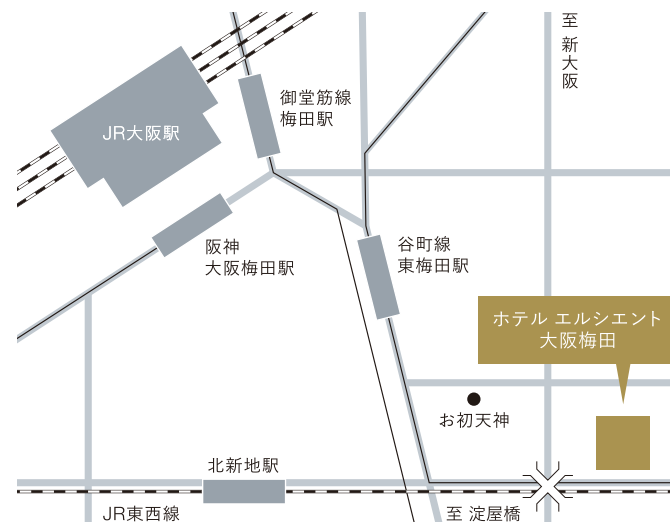 至 新大阪
御堂筋線
梅田駅
JR大阪駅
阪神
大阪梅田駅
谷町線
東梅田駅
ホテル エルシエント
大阪梅田
お初天神
北新地駅
JR東西線
至 淀屋橋